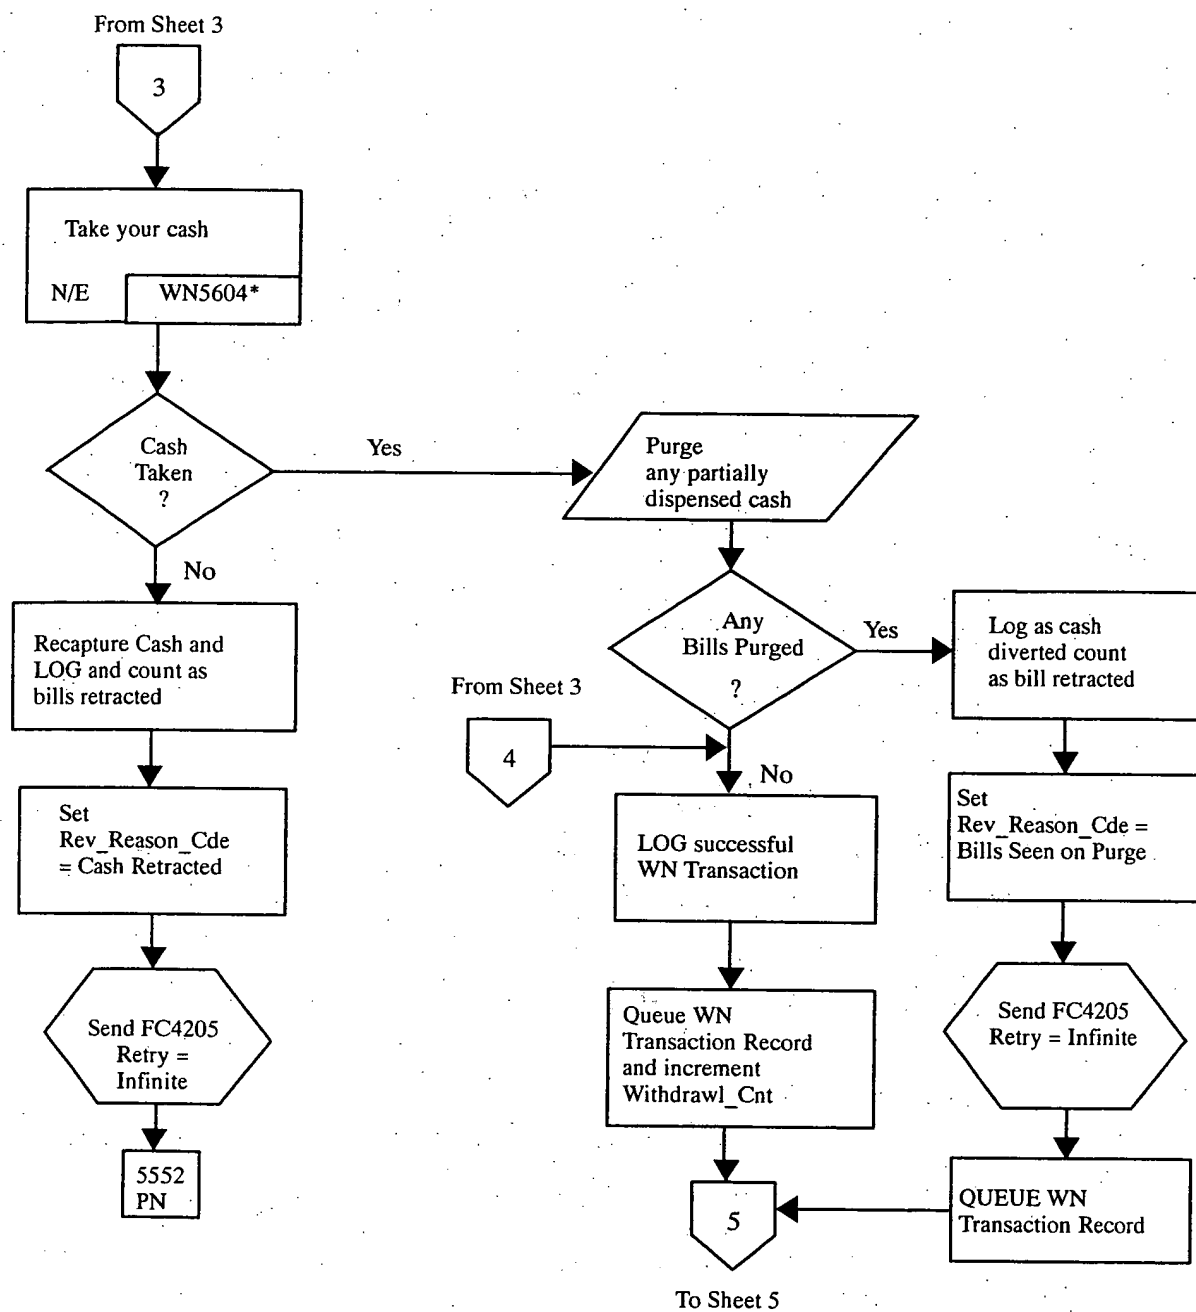 From Sheet 3
3
Take your cash
N/E
WN5604*
Cash
Taken
?
Yes
No
Purge
any partially
dispensed cash
Any
Bills Purged
?
Yes
No
Log as cash
diverted count
as bill retracted
Recapture Cash and
LOG and count as
bills retracted
From Sheet 3
4
Set
Rev_Reason_Cde
= Cash Retracted
LOG successful
WN Transaction
Set
Rev_Reason_Cde =
Bills Seen on Purge
Send FC4205
Retry =
Infinite
Queue WN
Transaction Record
and increment
Withdrawl_Cnt
Send FC4205
Retry = Infinite
5552
PN
5
QUEUE WN
Transaction Record
To Sheet 5